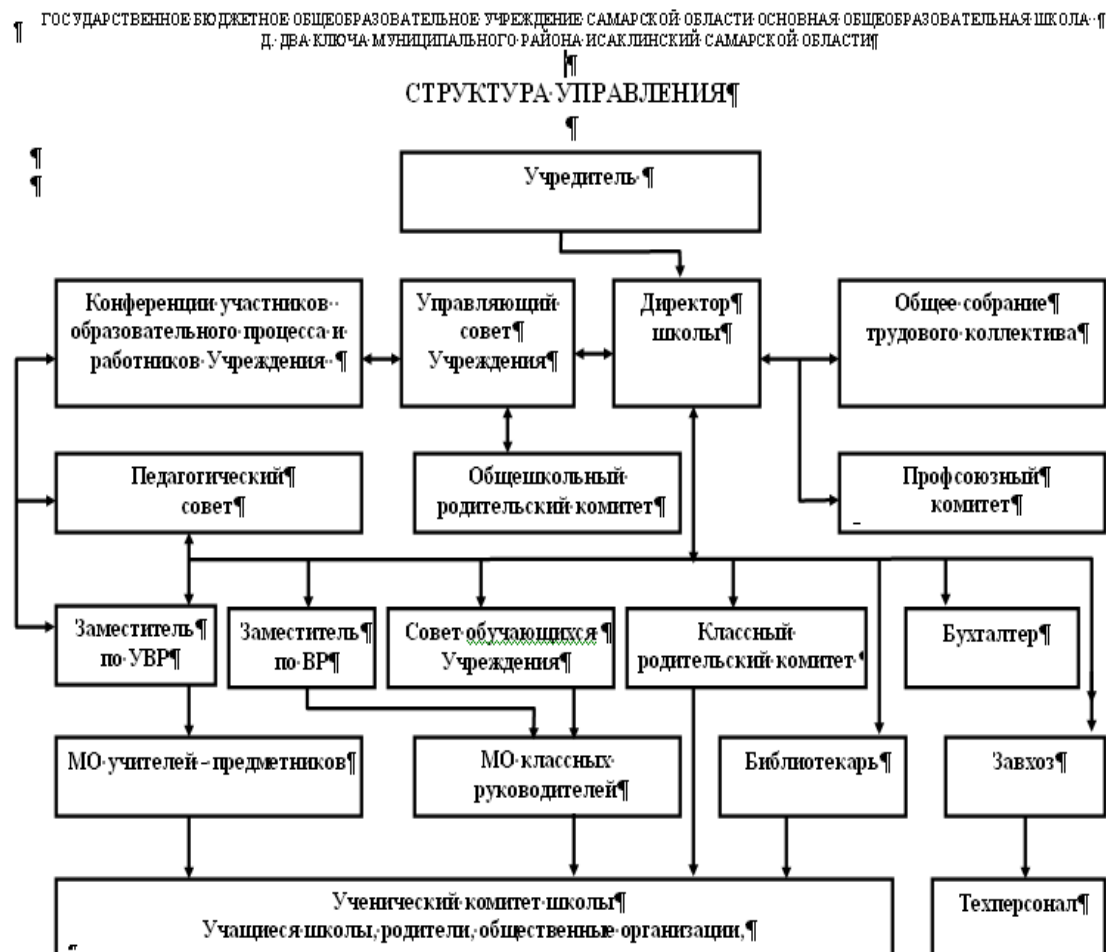 ГОСУДАРСТВЕННОЕ БЮДЖЕТНОЕ ОБЩЕОБРАЗОВАТЕЛЬНОЕ УЧРЕЖДЕНИЕ САМАРСКОЙ ОБЛАСТИ ОСНОВНАЯ ОБЩЕОБРАЗОВАТЕЛЬНАЯ ШКОЛА
Д. ДВА КЛЮЧА МУНИЦИПАЛЬНОГО РАЙОНА ИСАКЛИНСКИЙ САМАРСКОЙ ОБЛАСТИ
СТРУКТУРА УПРАВЛЕНИЯ
Учредитель
Конференции участников
образовательного процесса и
работников Учреждения
Управляющий
совет
Учреждения
Директор
школы
Общее собрание
трудового коллектива
Педагогический
совет
Общешкольный
родительский комитет
Профсоюзный
комитет
Заместитель
по УВР
Заместитель
по ВР
Совет обучающихся
Учреждения
Классный
родительский комитет
Бухгалтер
МО учителей – предметников
МО классных
руководителей
Библиотекарь
Завхоз
Ученический комитет школы
Учащиеся школы, родители, общественные организации,
Техперсонал